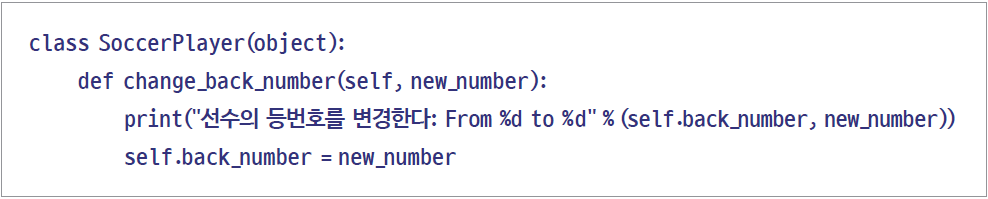 class SoccerPlayer(object):
    def change_back_number(self, new_number):
        print("선수의 등번호를 변경한다: From %d to %d" % (self.back_number, new_number))
        self.back_number = new_number